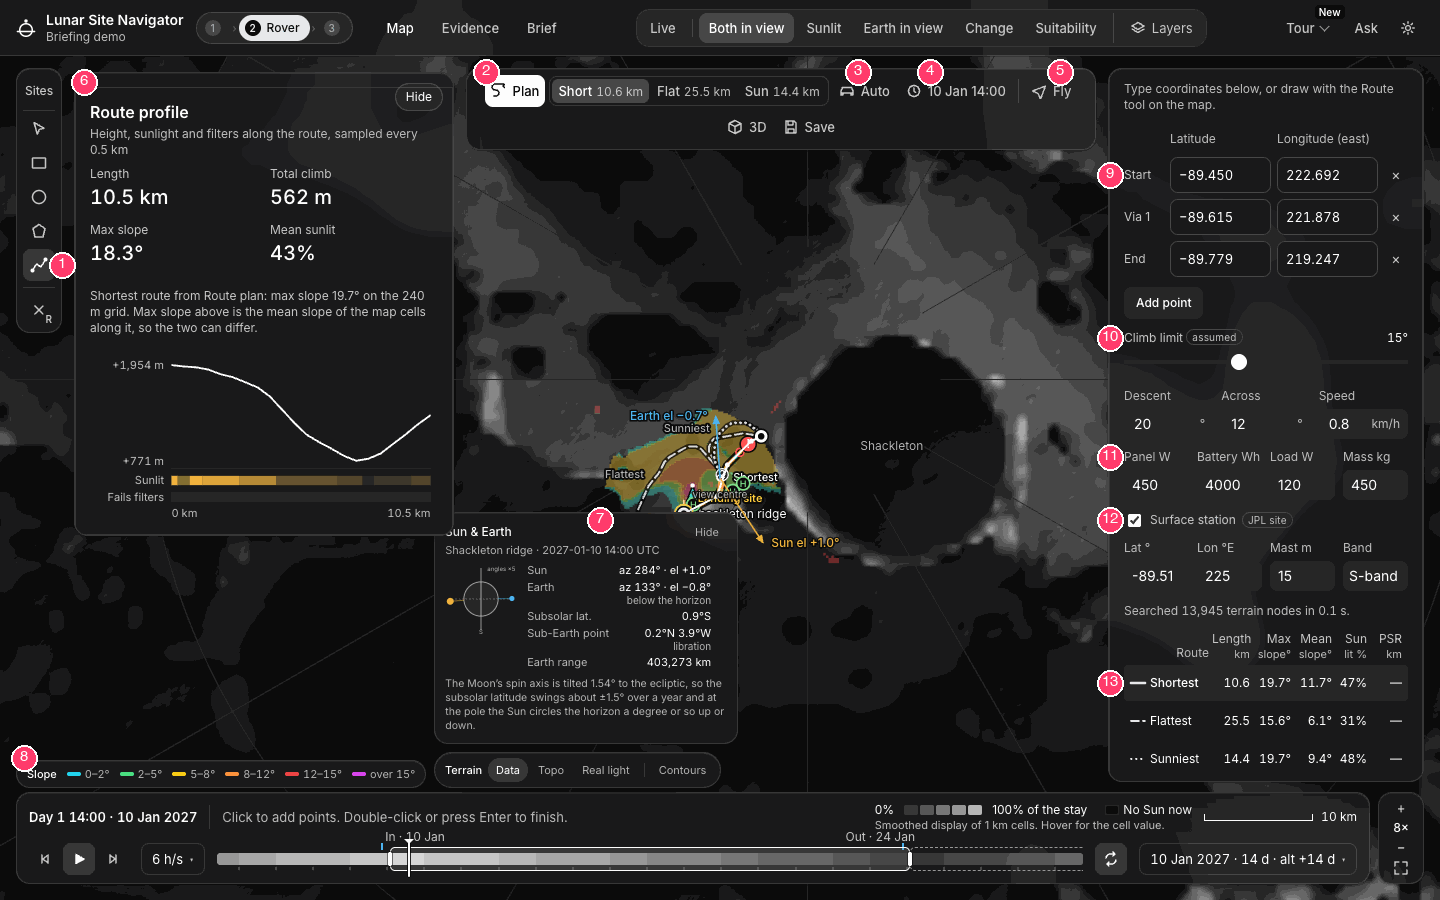 Lunar Site Navigator
Briefing demo
1 › 2 Rover › 3
Map Evidence Brief
Live Both in view Sunlit Earth in view Change Suitability Layers
New
Tour Ask
Sites
R
1
6
Hide
Route profile
Height, sunlight and filters along the route, sampled every
0.5 km
Length Total climb
10.5 km 562 m
Max slope Mean sunlit
18.3° 43%
Shortest route from Route plan: max slope 19.7° on the 240
m grid. Max slope above is the mean slope of the map cells
along it, so the two can differ.
+1,954 m
+771 m
Sunlit
Fails filters
0 km 10.5 km
2 3 4 5
Plan Short 10.6 km Flat 25.5 km Sun 14.4 km Auto 10 Jan 14:00 Fly
3D Save
Earth el −0.7°
Sunniest
Flattest
Shortest
H
view centre
Shackleton
Sun el +1.0°
7
Sun & Earth Hide
Shackleton ridge · 2027-01-10 14:00 UTC
angles ×5
S
Sun az 284° · el +1.0°
Earth az 133° · el −0.8°
below the horizon
Subsolar lat. 0.9°S
Sub-Earth point 0.2°N 3.9°W
libration
Earth range 403,273 km
The Moon's spin axis is tilted 1.54° to the ecliptic, so the
subsolar latitude swings about ±1.5° over a year and at
the pole the Sun circles the horizon a degree or so up or
down.
Type coordinates below, or draw with the Route
tool on the map.
Latitude Longitude (east)
9 Start −89.450 222.692 ×
Via 1 −89.615 221.878 ×
End −89.779 219.247 ×
Add point
10 Climb limit assumed 15°
Descent Across Speed
20 ° 12 ° 0.8 km/h
11 Panel W Battery Wh Load W Mass kg
450 4000 120 450
12 Surface station JPL site
Lat ° Lon °E Mast m Band
-89.51 225 15 S-band
Searched 13,945 terrain nodes in 0.1 s.
Length Max Mean Sun PSR
Route km slope° slope° lit % km
13 Shortest 10.6 19.7° 11.7° 47% —
Flattest 25.5 15.6° 6.1° 31% —
Sunniest 14.4 19.7° 9.4° 48% —
8
Slope 0–2° 2–5° 5–8° 8–12° 12–15° over 15°
Terrain Data Topo Real light Contours
Day 1 14:00 · 10 Jan 2027 Click to add points. Double-click or press Enter to finish.
0% 100% of the stay No Sun now
Smoothed display of 1 km cells. Hover for the cell value.
10 km
In · 10 Jan Out · 24 Jan
6 h/s
10 Jan 2027 · 14 d · alt +14 d
+
8×
−